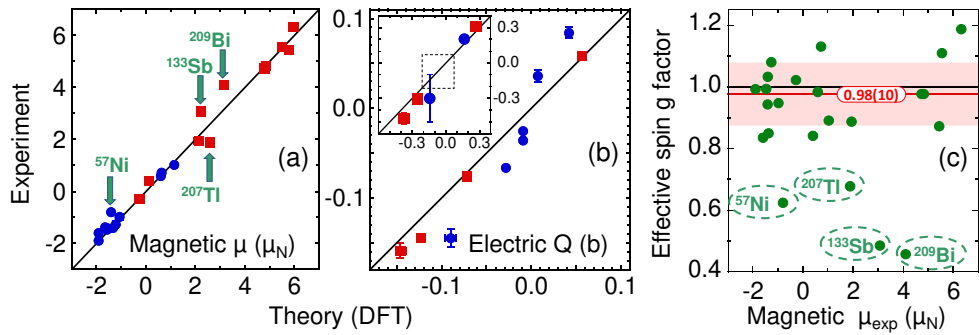 Experiment
6
4
2
0
−2
−2
0
2
4
6
²⁰⁹Bi
¹³³Sb
⁵⁷Ni
²⁰⁷Tl
(a)
Magnetic μ (μ_N)
0.1
0.0
−0.1
−0.1
0.0
0.1
0.3
0.0
−0.3
−0.3
0.0
0.3
(b)
Electric Q (b)
Theory (DFT)
Effective spin g factor
1.2
1.0
0.8
0.6
0.4
−2
0
2
4
6
0.98(10)
(c)
²⁰⁷Tl
⁵⁷Ni
¹³³Sb
²⁰⁹Bi
Magnetic μ_exp (μ_N)